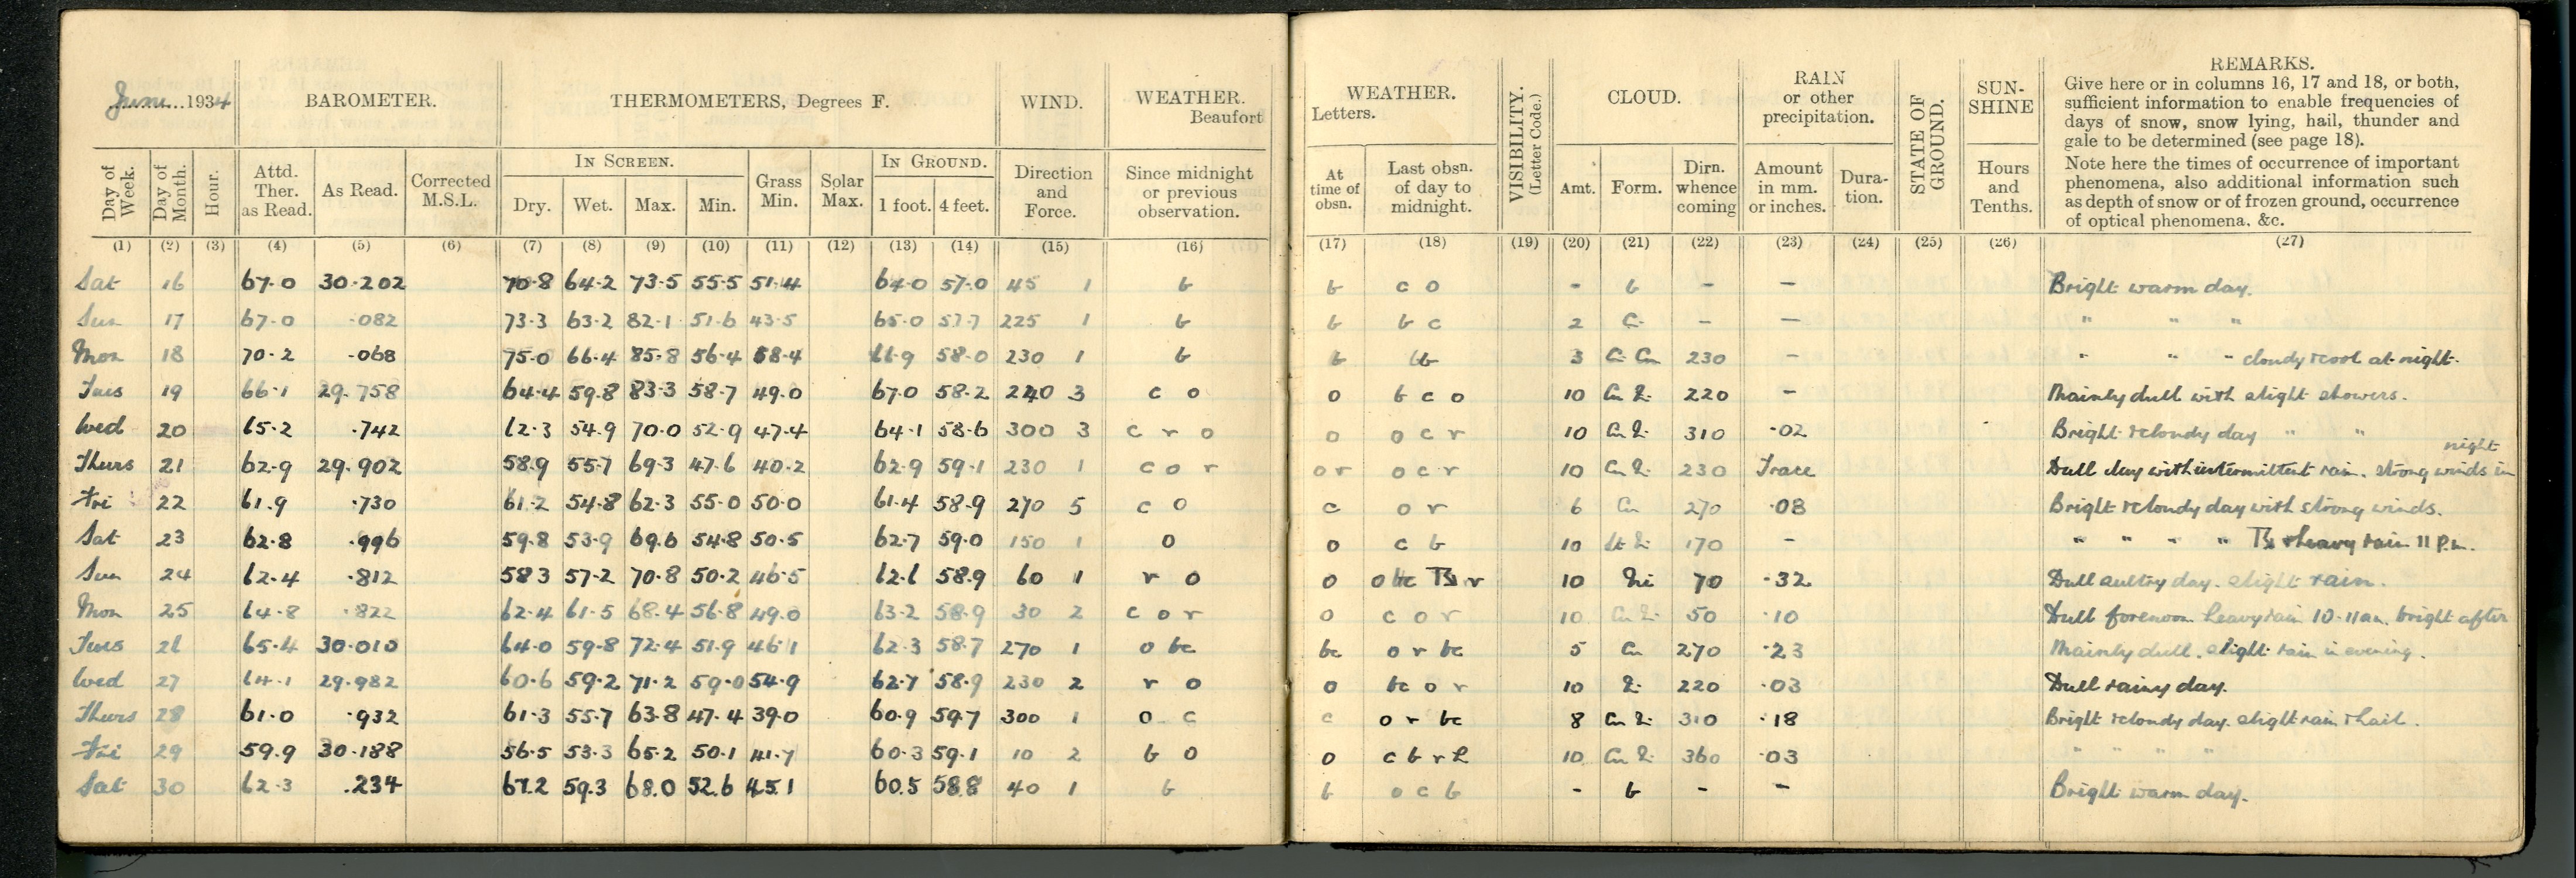 June 1934 BAROMETER. THERMOMETERS, Degrees F. WIND. WEATHER. Beaufort WEATHER. Letters. VISIBILITY. (Letter Code.) CLOUD. RAIN or other precipitation. STATE OF GROUND. SUN-SHINE REMARKS.
Give here or in columns 16, 17 and 18, or both,
sufficient information to enable frequencies of
days of snow, snow lying, hail, thunder and
gale to be determined (see page 18).
Note here the times of occurrence of important
phenomena, also additional information such
as depth of snow or of frozen ground, occurrence
of optical phenomena, &c.
IN SCREEN. IN GROUND.
Day of Week. Day of Month. Hour. Attd. Ther. as Read. As Read. Corrected M.S.L. Dry. Wet. Max. Min. Grass Min. Solar Max. 1 foot. 4 feet. Direction and Force. Since midnight or previous observation. At time of obsn. Last obsn. of day to midnight. Amt. Form. Dirn. whence coming Amount in mm. or inches. Dura-tion. Hours and Tenths.
(1) (2) (3) (4) (5) (6) (7) (8) (9) (10) (11) (12) (13) (14) (15) (16) (17) (18) (19) (20) (21) (22) (23) (24) (25) (26) (27)
Sat 16 67.0 30.202 70.8 64.2 73.5 55.5 51.4 64.0 57.0 45 1 b b c o - b - - Bright warm day.
Sun 17 67.0 .082 73.3 63.2 82.1 51.6 43.5 65.0 57.7 225 1 b b b c 2 C. - - " " "
Mon 18 70.2 .068 75.0 66.4 85.8 56.4 58.4 66.9 58.0 230 1 b b 3 230 - " " " cloudy & cool at night.
Tues 19 66.1 29.758 64.4 59.8 83.3 58.7 49.0 67.0 58.2 240 3 c o o b c o 10 220 - Mainly dull with slight showers.
Wed 20 65.2 .742 62.3 54.9 70.0 52.9 47.4 64.1 58.6 300 3 c r o o o c r 10 310 .02 Bright & cloudy day " "
Thurs 21 62.9 29.902 58.9 55.7 69.3 47.6 40.2 62.9 59.1 230 1 c o r o r o c r 10 230 Trace Dull day with intermittent rain. strong winds in night
Fri 22 61.9 .730 61.2 54.8 62.3 55.0 50.0 61.4 58.9 270 5 c o c o r 6 Cu 270 .08 Bright & cloudy day with strong winds.
Sat 23 62.8 .996 59.8 53.9 69.6 54.8 50.5 62.7 59.0 150 1 o o c b 10 170 - " " " " & heavy rain 11 P.m.
Sun 24 62.4 .812 58.3 57.2 70.8 50.2 46.5 62.6 58.9 60 1 r o o 10 Ni 70 .32 Dull sultry day. slight rain.
Mon 25 64.8 .822 62.4 61.5 68.4 56.8 49.0 63.2 58.9 30 2 c o r o c o r 10 50 .10 Dull forenoon heavy rain 10-11 am. bright after
Tues 26 65.4 30.010 64.0 59.8 72.4 51.9 46.1 62.3 58.7 270 1 o bc bc o r bc 5 Cu 270 .23 Mainly dull. slight rain in evening.
Wed 27 64.1 29.982 60.6 59.2 71.2 59.0 54.9 62.7 58.9 230 2 r o o bc o r 10 220 .03 Dull rainy day.
Thurs 28 61.0 .932 61.3 55.7 63.8 47.4 39.0 60.9 59.7 300 1 o c c o r bc 8 310 .18 Bright & cloudy day. slight rain & hail.
Fri 29 59.9 30.188 56.5 53.3 65.2 50.1 41.7 60.3 59.1 10 2 b o o c b r h 10 360 .03 " " " "
Sat 30 62.3 .234 67.2 59.3 68.0 52.6 45.1 60.5 58.8 40 1 b b o c b - b - - Bright warm day.